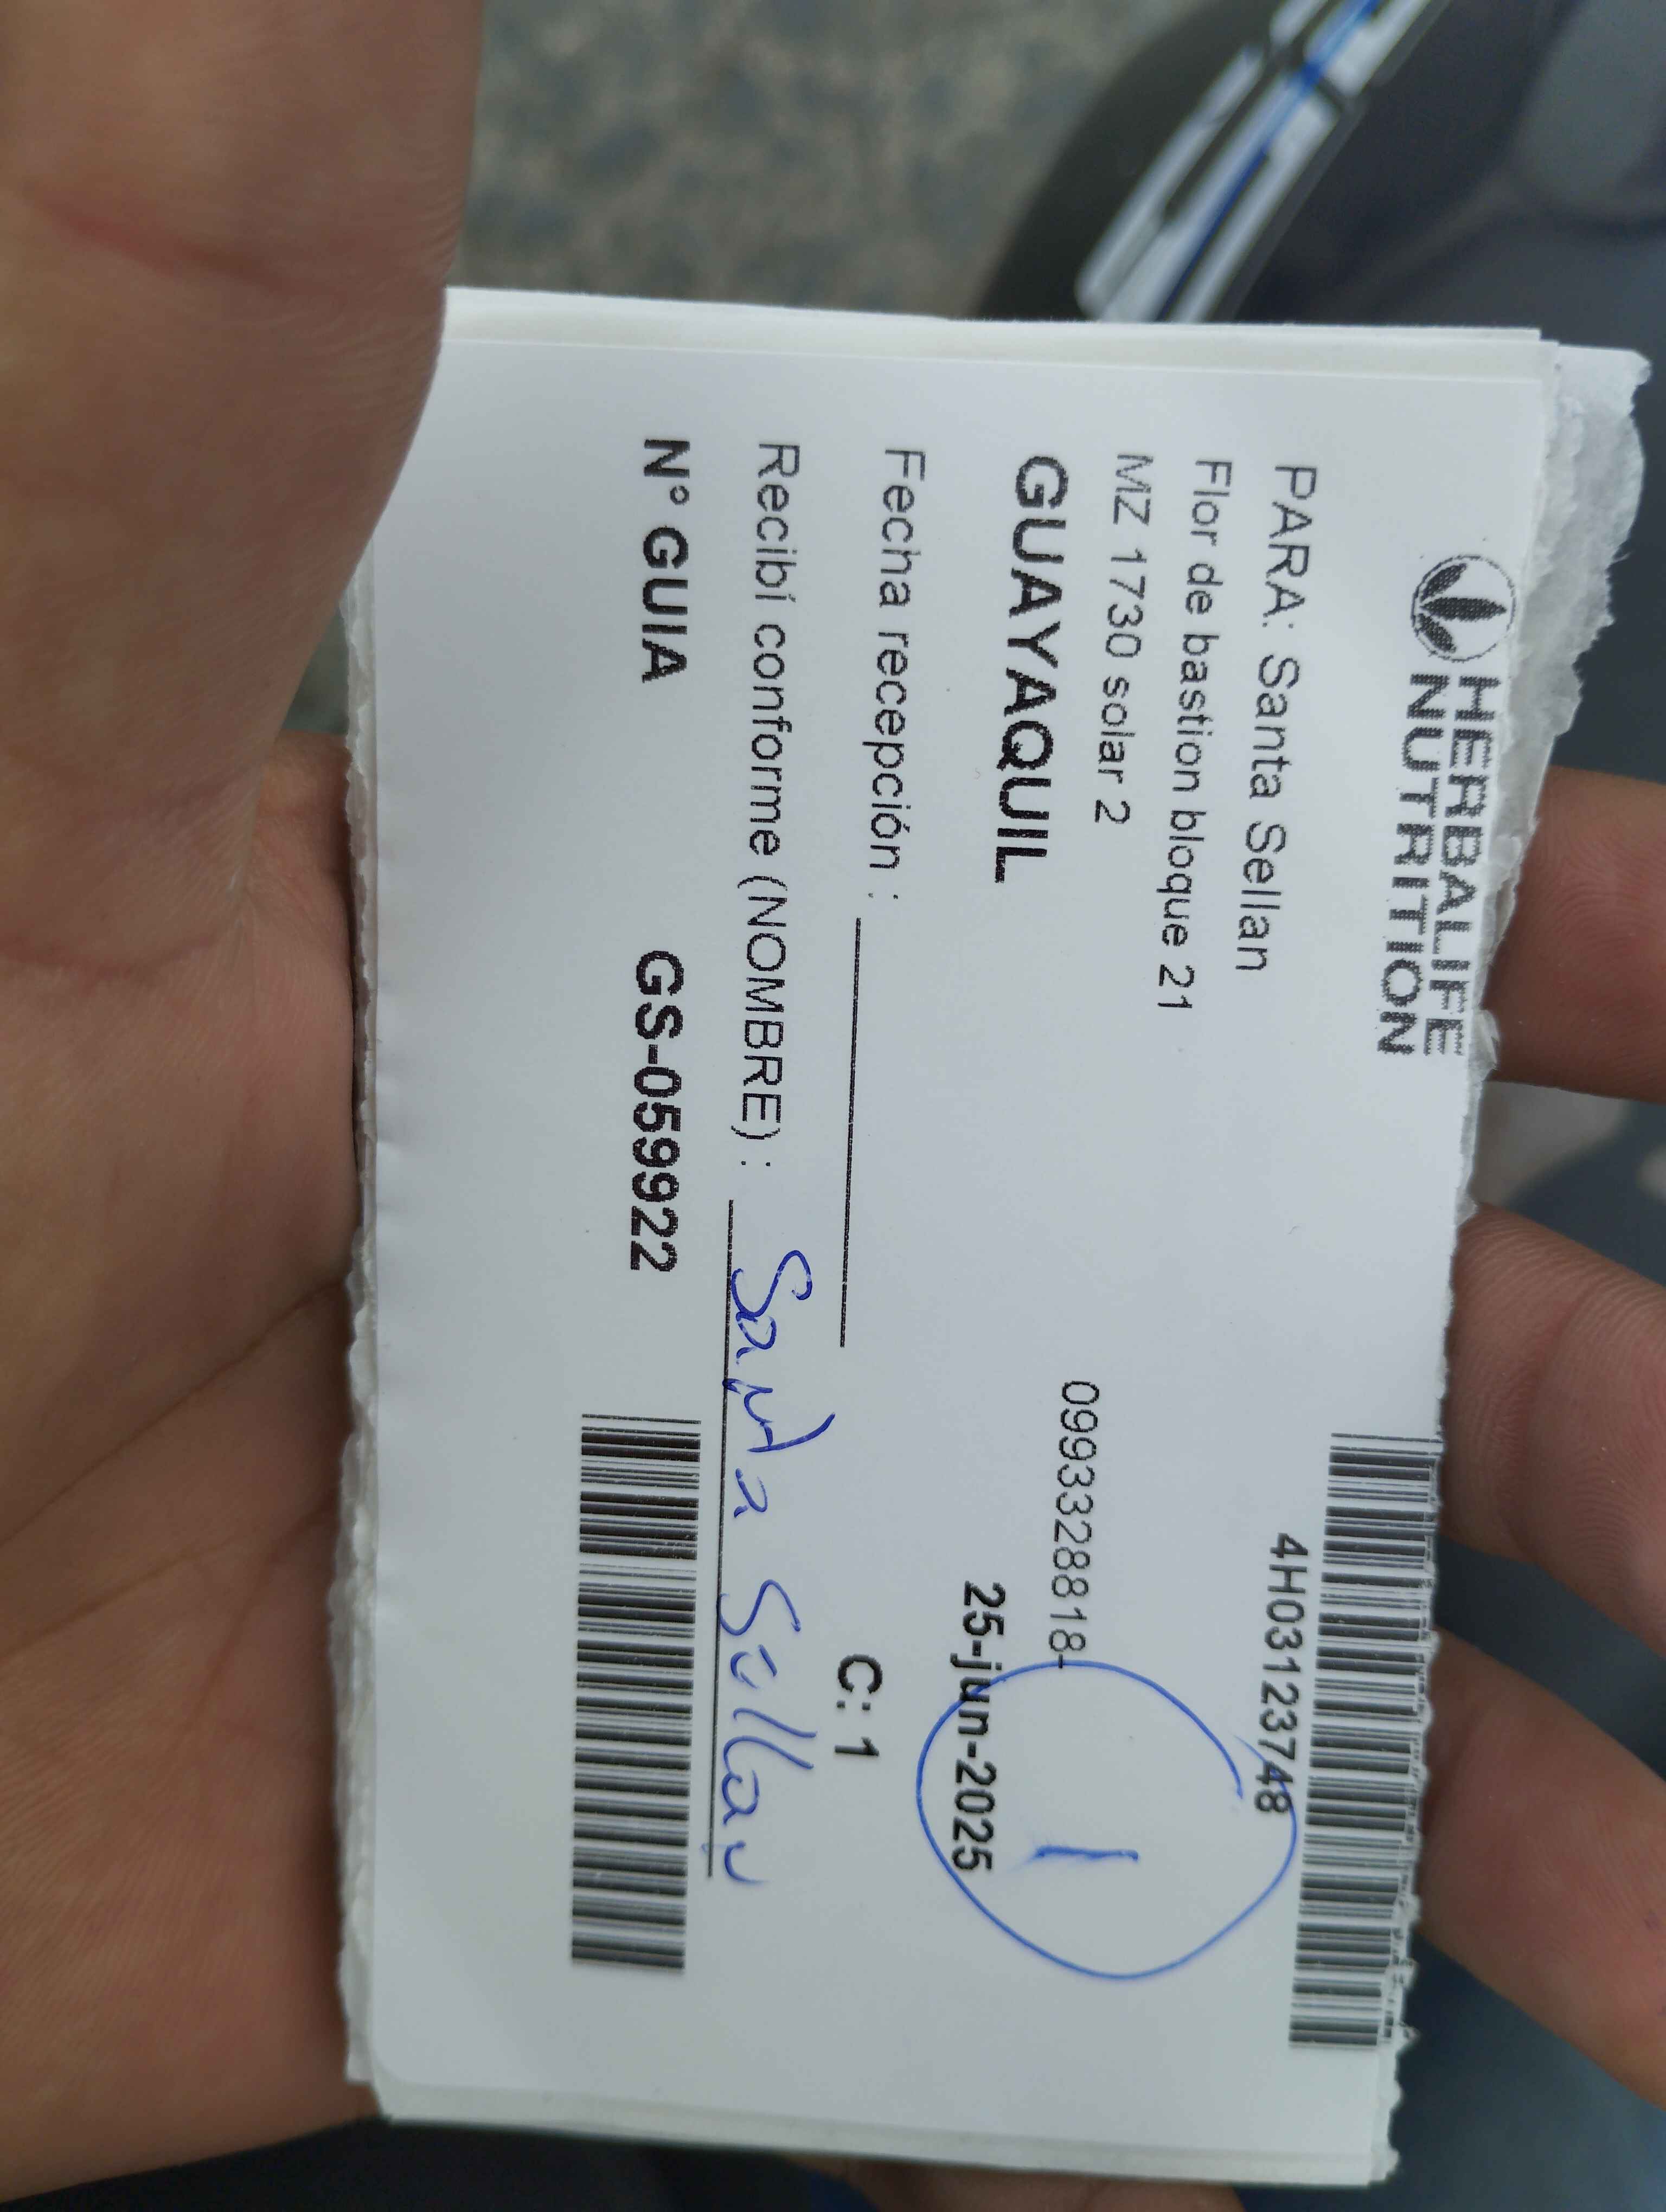 HERBALIFE
NUTRITION
4H03123748
PARA: Santa Sellan
Flor de bastion bloque 21
MZ 1730 solar 2
0993328818-
GUAYAQUIL
25-jun-2025
1
Fecha recepción :
C: 1
Recibí conforme (NOMBRE) : Santa Sellan
N° GUIA GS-059922